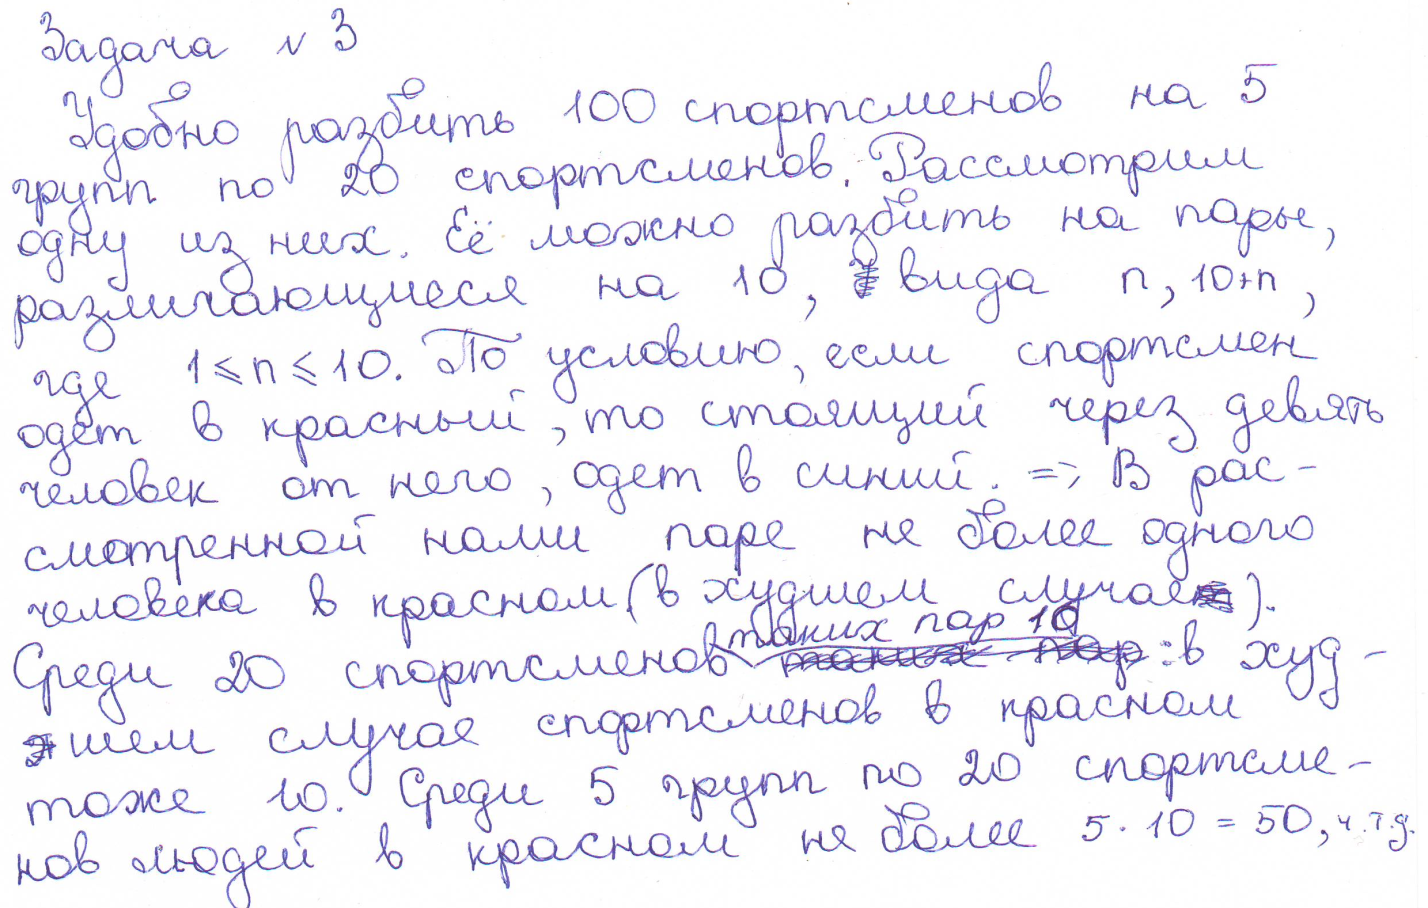 Задача № 3
Удобно разбить 100 спортсменов на 5
групп по 20 спортсменов. Рассмотрим
одну из них. Её можно разбить на пары,
различающиеся на 10, вида n, 10+n,
где 1 ⩽ n ⩽ 10. По условию, если спортсмен
одет в красный, то стоящий через девять
человек от него, одет в синий. => В рас-
смотренной нами паре не более одного
человека в красном (в худшем случае).
Среди 20 спортсменов таких пар 10: в худ-
шем случае спортсменов в красном
тоже 10. Среди 5 групп по 20 спортсме-
нов людей в красном не более 5 · 10 = 50, ч.т.д.